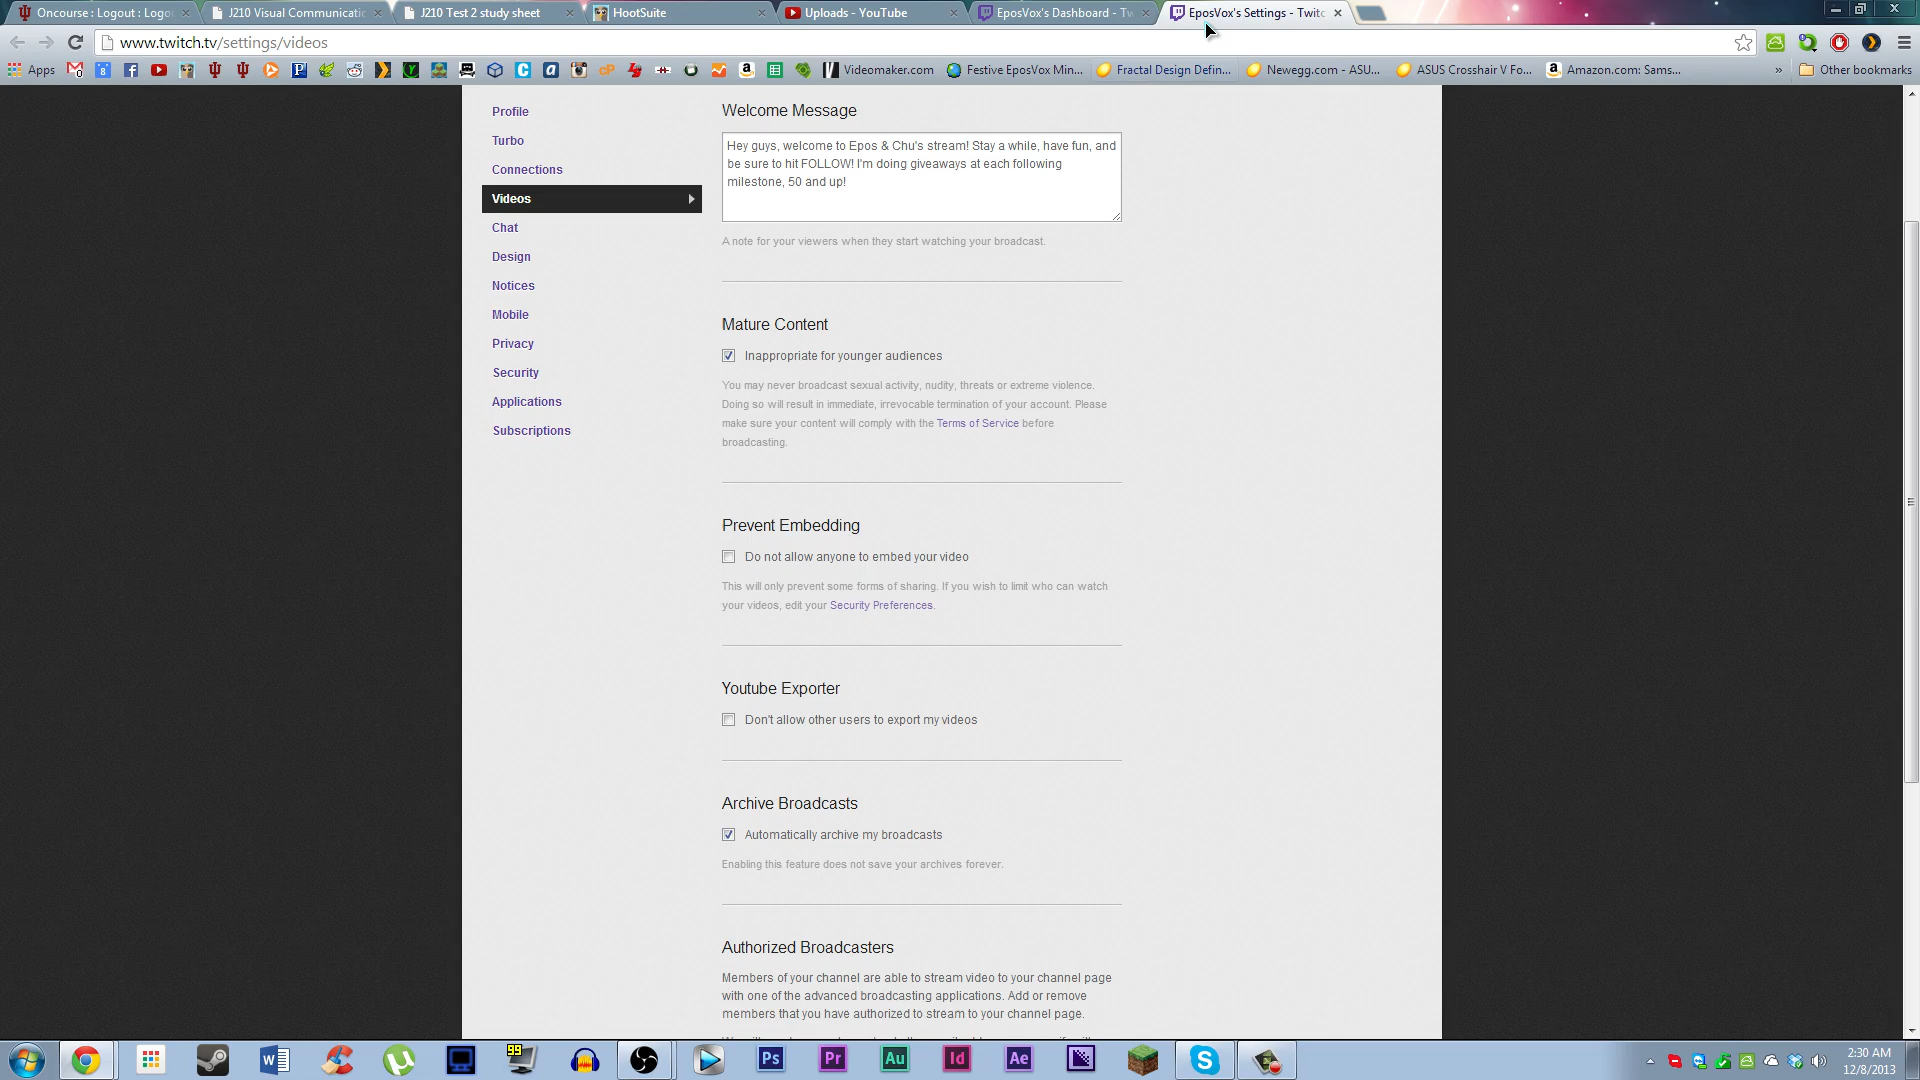 Oncourse : Logout : Logo
J210 Visual Communicatio
J210 Test 2 study sheet
HootSuite
Uploads - YouTube
EposVox's Dashboard - Tw
EposVox's Settings - Twitc
www.twitch.tv/settings/videos
Apps
Videomaker.com
Festive EposVox Min...
Fractal Design Defin...
Newegg.com - ASU...
ASUS Crosshair V Fo...
Amazon.com: Sams...
»
Other bookmarks
Profile
Turbo
Connections
Videos
Chat
Design
Notices
Mobile
Privacy
Security
Applications
Subscriptions
Welcome Message
Hey guys, welcome to Epos & Chu's stream! Stay a while, have fun, and
be sure to hit FOLLOW! I'm doing giveaways at each following
milestone, 50 and up!
A note for your viewers when they start watching your broadcast.
Mature Content
Inappropriate for younger audiences
You may never broadcast sexual activity, nudity, threats or extreme violence.
Doing so will result in immediate, irrevocable termination of your account. Please
make sure your content will comply with the Terms of Service before
broadcasting.
Prevent Embedding
Do not allow anyone to embed your video
This will only prevent some forms of sharing. If you wish to limit who can watch
your videos, edit your Security Preferences.
Youtube Exporter
Don't allow other users to export my videos
Archive Broadcasts
Automatically archive my broadcasts
Enabling this feature does not save your archives forever.
Authorized Broadcasters
Members of your channel are able to stream video to your channel page
with one of the advanced broadcasting applications. Add or remove
members that you have authorized to stream to your channel page.
99
Ps
Pr
Au
Id
Ae
2:30 AM
12/8/2013